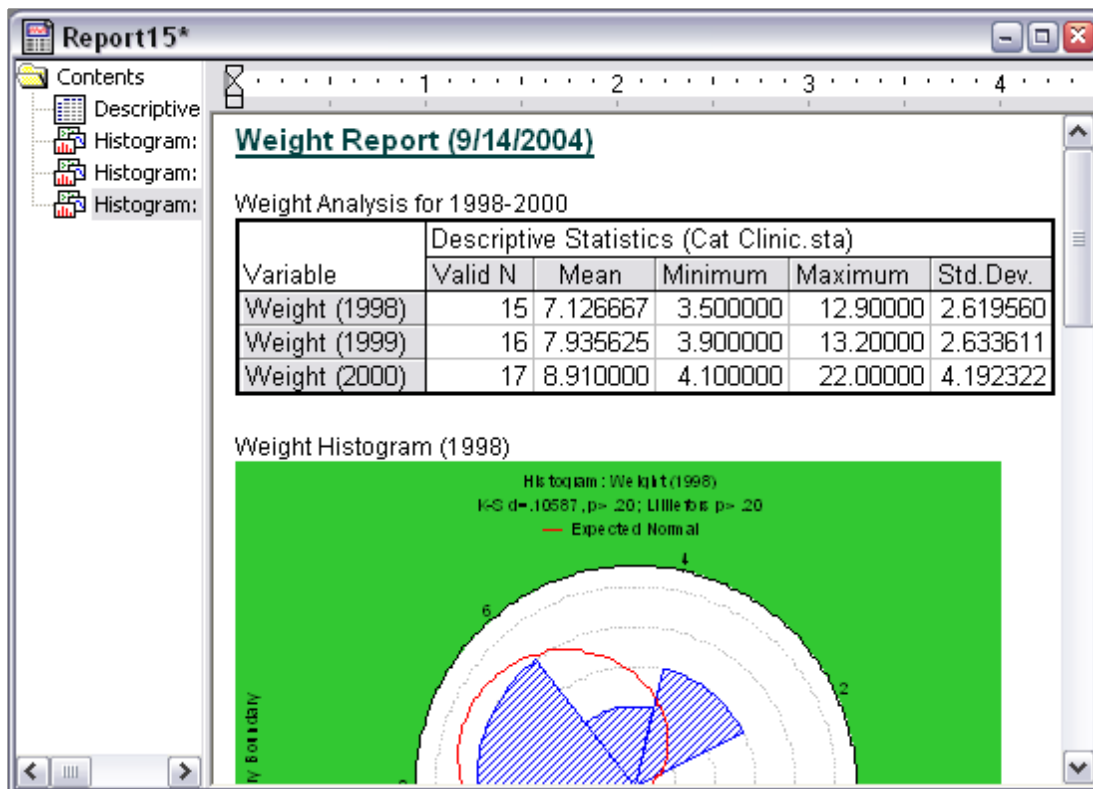 Report15*
Contents
Descriptive
Histogram:
Histogram:
Histogram:
1 2 3 4
Weight Report (9/14/2004)
Weight Analysis for 1998-2000
Descriptive Statistics (Cat Clinic.sta)
Variable Valid N Mean Minimum Maximum Std.Dev.
Weight (1998) 15 7.126667 3.500000 12.90000 2.619560
Weight (1999) 16 7.935625 3.900000 13.20000 2.633611
Weight (2000) 17 8.910000 4.100000 22.00000 4.192322
Weight Histogram (1998)
Histogram: Weight (1998)
K-S d=.10587, p> .20; Lilliefors p> .20
Expected Normal
4
6
2
Boundary